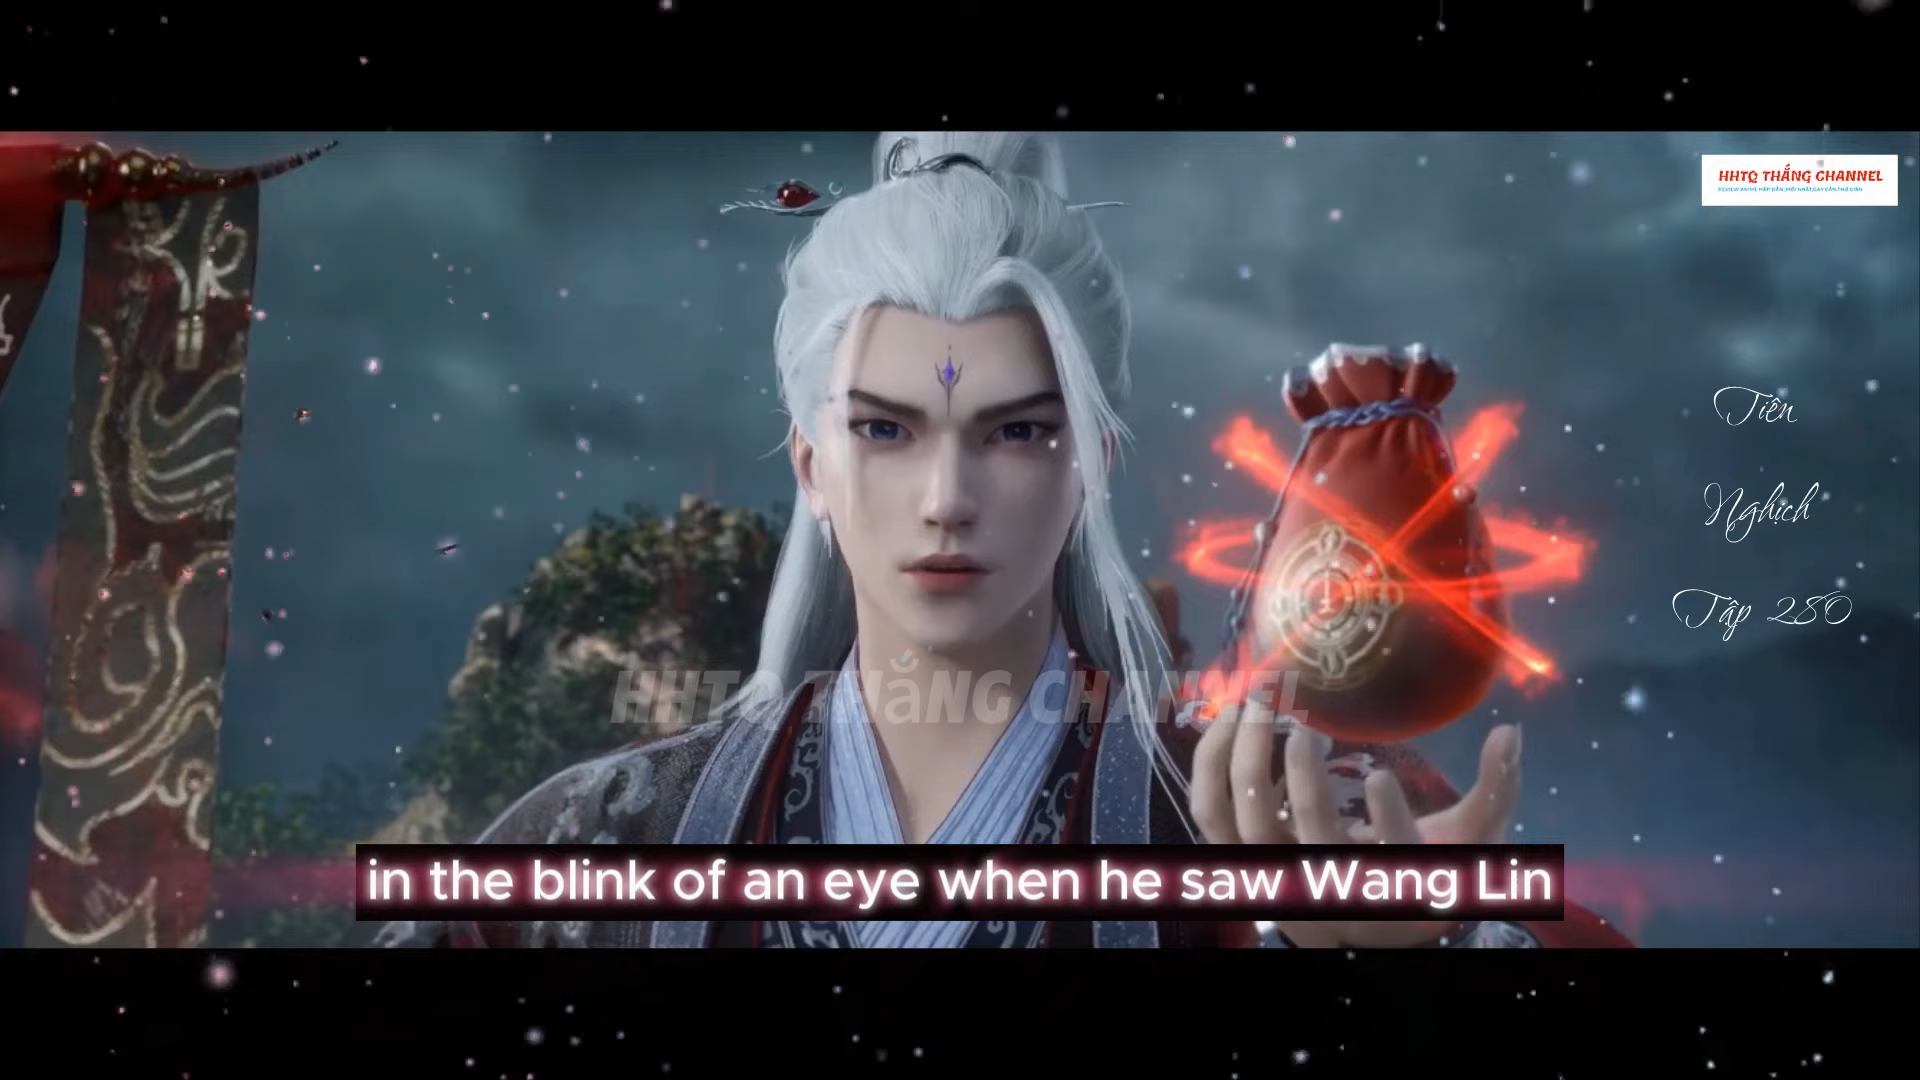 HHTQ THẮNG CHANNEL
Tiên
Nghịch
Tập 280
HHTQ THẮNG CHANNEL
in the blink of an eye when he saw Wang Lin